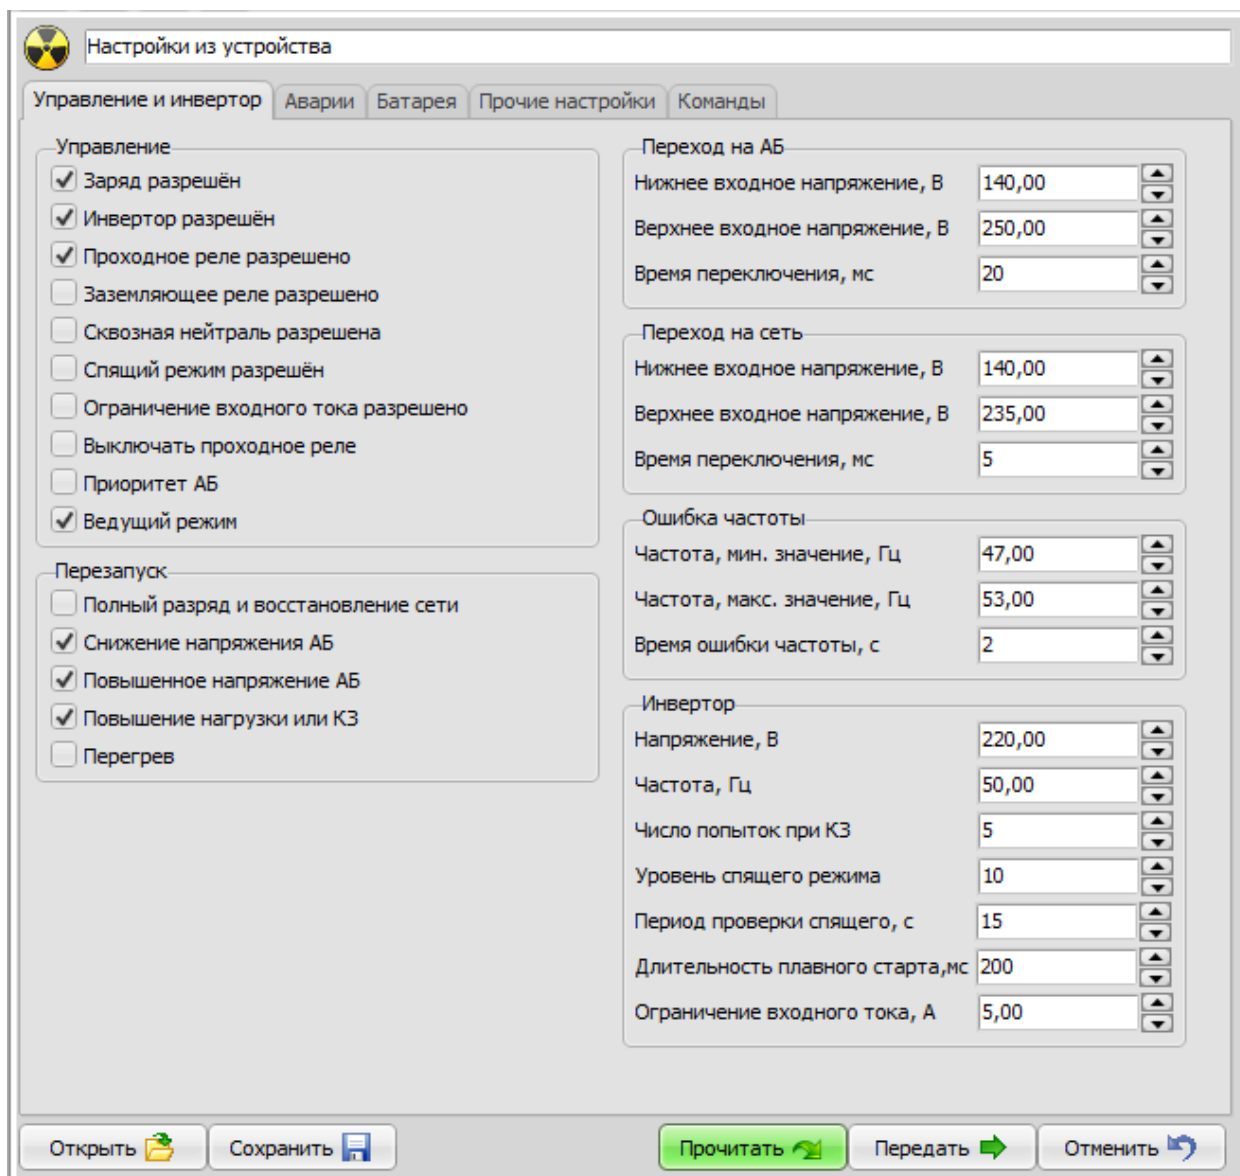 Настройки из устройства
Управление и инвертор
Аварии
Батарея
Прочие настройки
Команды
Управление
Заряд разрешён
Инвертор разрешён
Проходное реле разрешено
Заземляющее реле разрешено
Сквозная нейтраль разрешена
Спящий режим разрешён
Ограничение входного тока разрешено
Выключать проходное реле
Приоритет АБ
Ведущий режим
Перезапуск
Полный разряд и восстановление сети
Снижение напряжения АБ
Повышенное напряжение АБ
Повышение нагрузки или КЗ
Перегрев
Переход на АБ
Нижнее входное напряжение, В 140,00
Верхнее входное напряжение, В 250,00
Время переключения, мс 20
Переход на сеть
Нижнее входное напряжение, В 140,00
Верхнее входное напряжение, В 235,00
Время переключения, мс 5
Ошибка частоты
Частота, мин. значение, Гц 47,00
Частота, макс. значение, Гц 53,00
Время ошибки частоты, с 2
Инвертор
Напряжение, В 220,00
Частота, Гц 50,00
Число попыток при КЗ 5
Уровень спящего режима 10
Период проверки спящего, с 15
Длительность плавного старта,мс 200
Ограничение входного тока, А 5,00
Открыть
Сохранить
Прочитать
Передать
Отменить